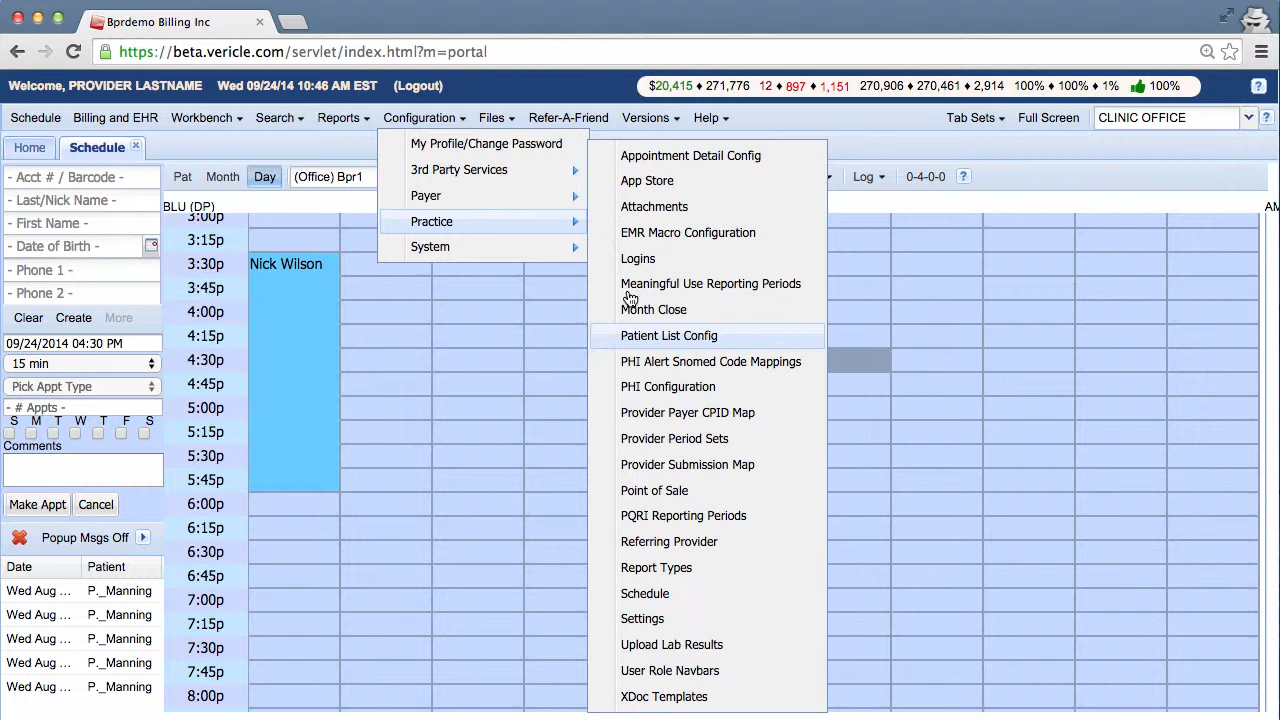 Bprdemo Billing Inc
https://beta.vericle.com/servlet/index.html?m=portal
Welcome, PROVIDER LASTNAME Wed 09/24/14 10:46 AM EST (Logout) $20,415 ♦ 271,776 12 ♦ 897 ♦ 1,151 270,906 ♦ 270,461 ♦ 2,914 100% ♦ 100% ♦ 1% 100% ?
Schedule Billing and EHR Workbench Search Reports Configuration Files Refer-A-Friend Versions Help Tab Sets Full Screen CLINIC OFFICE
Home Schedule
- Acct # / Barcode -
- Last/Nick Name -
- First Name -
- Date of Birth -
- Phone 1 -
- Phone 2 -
Clear Create More
09/24/2014 04:30 PM
15 min
Pick Appt Type
- # Appts -
S M T W T F S
Comments
Make Appt Cancel
Popup Msgs Off
Date Patient
Wed Aug ... P._Manning
Wed Aug ... P._Manning
Wed Aug ... P._Manning
Wed Aug ... P._Manning
Wed Aug ... P._Manning
Pat Month Day (Office) Bpr1 Log 0-4-0-0 ?
BLU (DP) AM
3:00p
3:15p
3:30p Nick Wilson
3:45p
4:00p
4:15p
4:30p
4:45p
5:00p
5:15p
5:30p
5:45p
6:00p
6:15p
6:30p
6:45p
7:00p
7:15p
7:30p
7:45p
8:00p
My Profile/Change Password
3rd Party Services
Payer
Practice
System
Appointment Detail Config
App Store
Attachments
EMR Macro Configuration
Logins
Meaningful Use Reporting Periods
Month Close
Patient List Config
PHI Alert Snomed Code Mappings
PHI Configuration
Provider Payer CPID Map
Provider Period Sets
Provider Submission Map
Point of Sale
PQRI Reporting Periods
Referring Provider
Report Types
Schedule
Settings
Upload Lab Results
User Role Navbars
XDoc Templates